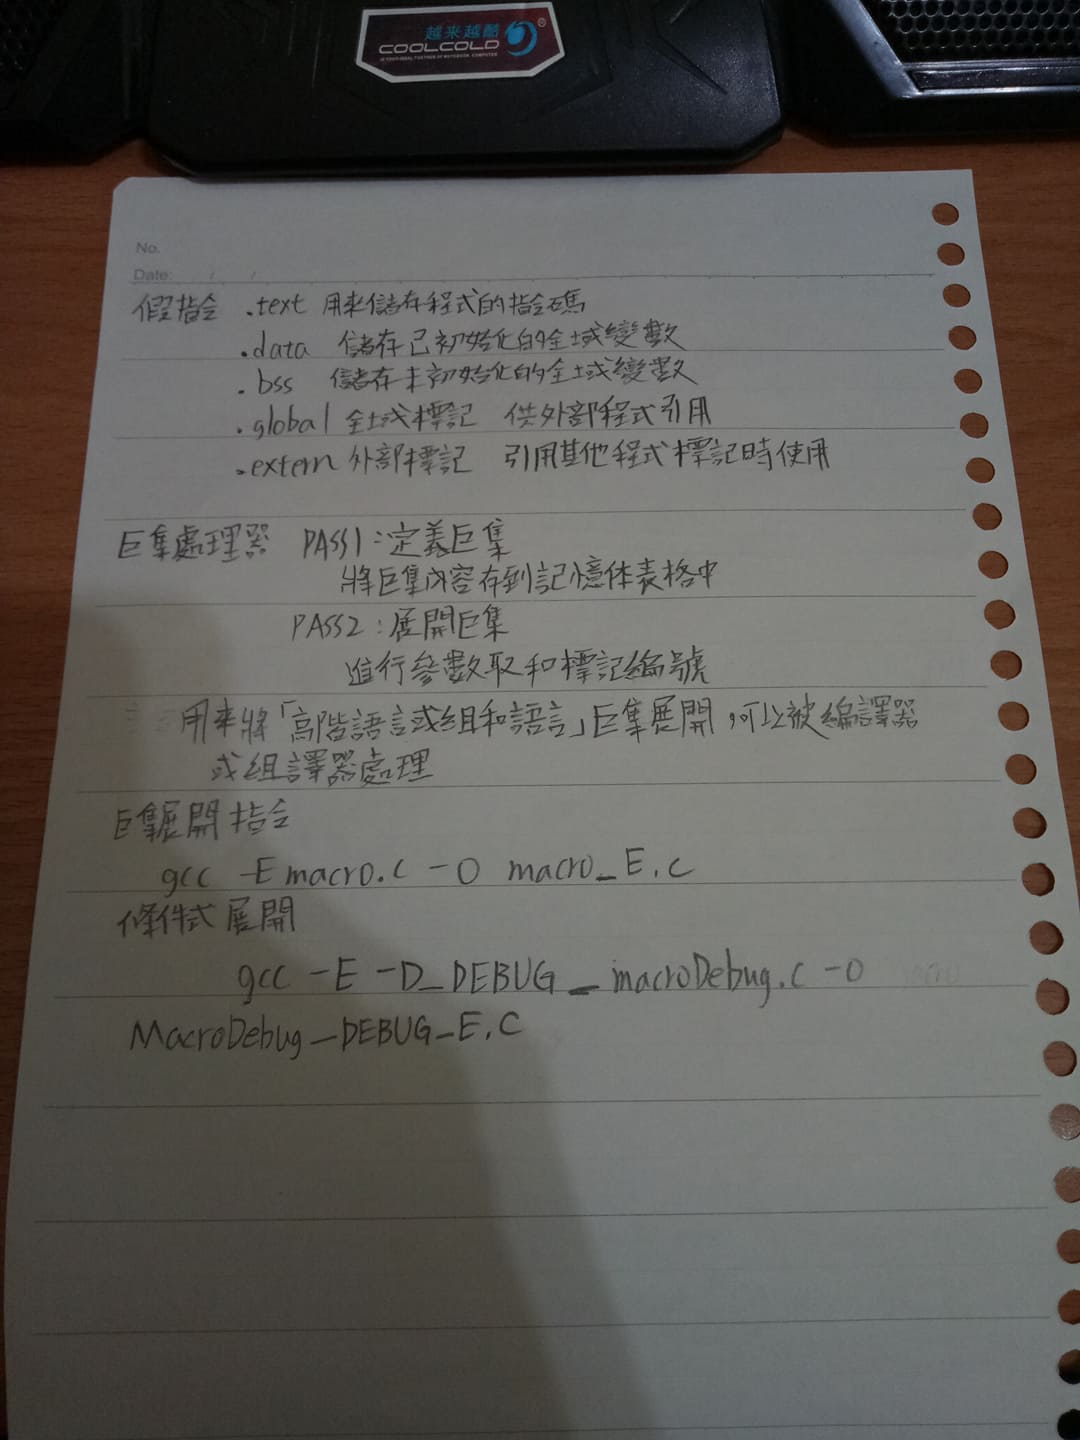 越来越酷
COOLCOLD
No.
Date: / /
假指令 .text 用來儲存程式的指令碼
.data 儲存已初始化的全域變數
.bss 儲存未初始化的全域變數
.global 全域標記 供外部程式引用
.extern 外部標記 引用其他程式標記時使用
巨集處理器 PASS1:定義巨集
將巨集內容存到記憶体表格中
PASS2:展開巨集
進行參數取和標記編號
用來將「高階語言或組和語言」巨集展開,可以被編譯器
或組譯器處理
巨集展開指令
gcc -E macro.c -O macro_E.c
條件式展開
gcc -E -D_DEBUG_ macroDebug.c -O
MacroDebug_DEBUG_E.C